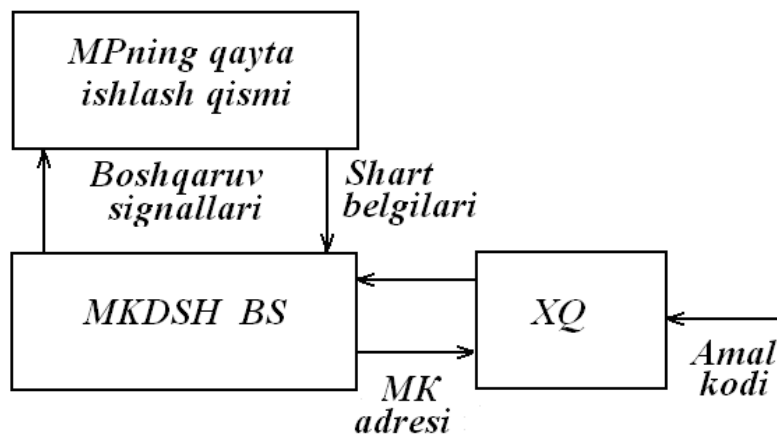 MPning qayta
ishlash qismi
Boshqaruv
signallari
Shart
belgilari
MKDSH BS
XQ
Amal
kodi
MK
adresi